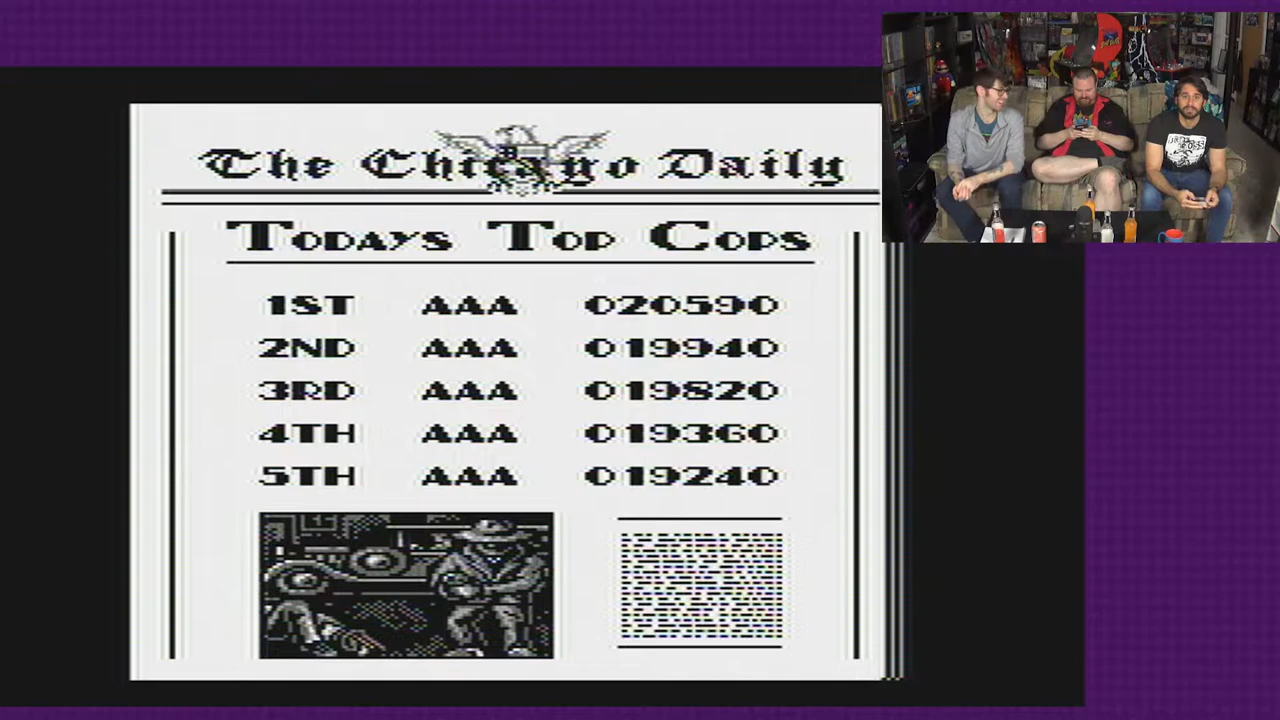 The Chicago Daily
TODAYS TOP COPS
1ST AAA 020590
2ND AAA 019940
3RD AAA 019820
4TH AAA 019360
5TH AAA 019240